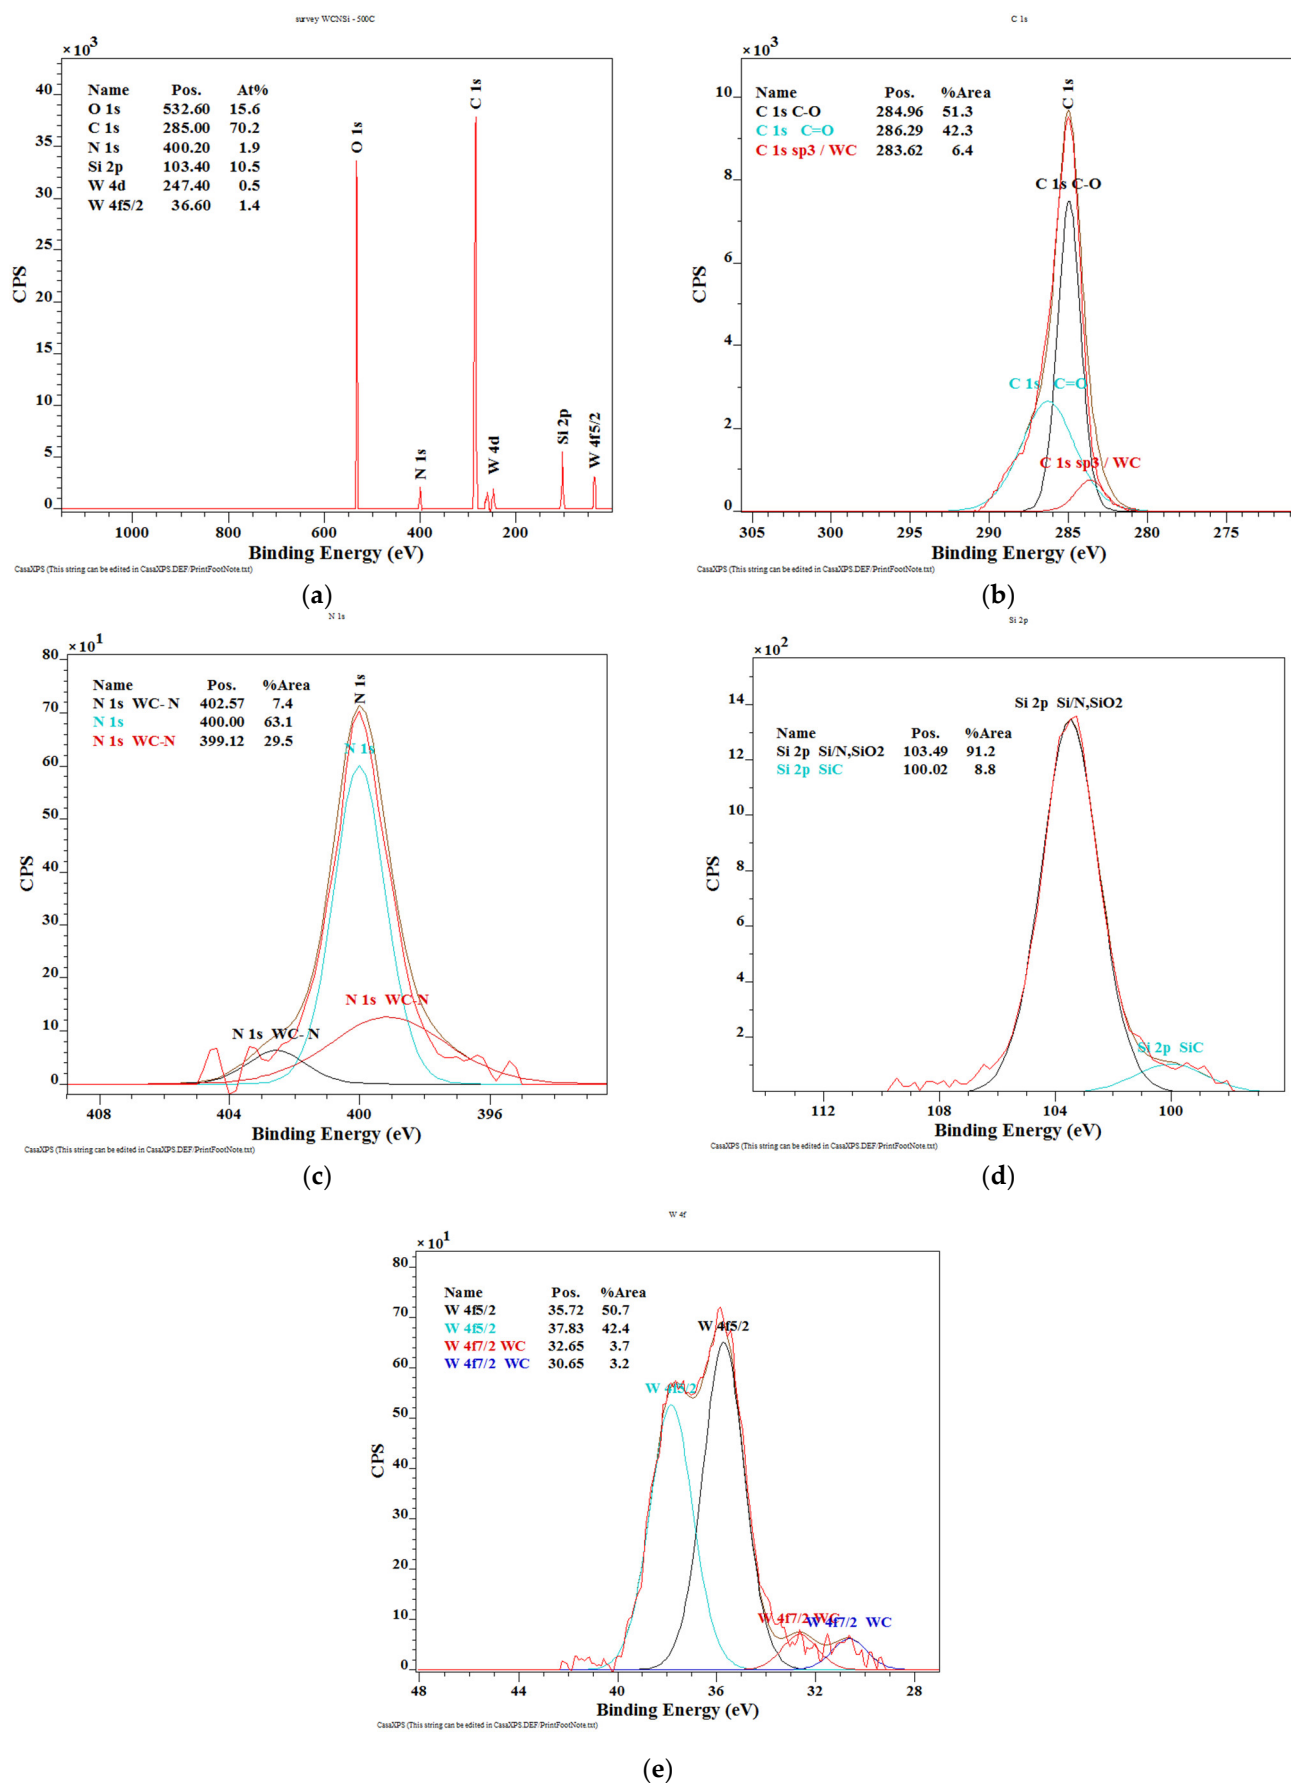 survey WCNSi - 500C
× 10 3
Name Pos. At%
O 1s 532.60 15.6
C 1s 285.00 70.2
N 1s 400.20 1.9
Si 2p 103.40 10.5
W 4d 247.40 0.5
W 4f5/2 36.60 1.4
40
35
30
25
20
15
10
5
0
CPS
O 1s
N 1s
C 1s
W 4d
Si 2p
W 4f5/2
1000 800 600 400 200
Binding Energy (eV)
CasaXPS (This string can be edited in CasaXPS.DEF/PrintFootNote.txt)
(a)
C 1s
× 10 3
Name Pos. %Area
C 1s C-O 284.96 51.3
C 1s C=O 286.29 42.3
C 1s sp3 / WC 283.62 6.4
10
8
6
4
2
0
CPS
C 1s
C 1s C-O
C 1s C=O
C 1s sp3 / WC
305 300 295 290 285 280 275
Binding Energy (eV)
CasaXPS (This string can be edited in CasaXPS.DEF/PrintFootNote.txt)
(b)
N 1s
× 10 1
Name Pos. %Area
N 1s WC- N 402.57 7.4
N 1s 400.00 63.1
N 1s WC-N 399.12 29.5
80
70
60
50
40
30
20
10
0
CPS
N 1s
N 1s
N 1s WC-N
N 1s WC- N
408 404 400 396
Binding Energy (eV)
CasaXPS (This string can be edited in CasaXPS.DEF/PrintFootNote.txt)
(c)
Si 2p
× 10 2
Si 2p Si/N,SiO2
Name Pos. %Area
Si 2p Si/N,SiO2 103.49 91.2
Si 2p SiC 100.02 8.8
14
12
10
8
6
4
2
CPS
Si 2p SiC
112 108 104 100
Binding Energy (eV)
CasaXPS (This string can be edited in CasaXPS.DEF/PrintFootNote.txt)
(d)
W 4f
× 10 1
Name Pos. %Area
W 4f5/2 35.72 50.7
W 4f5/2 37.83 42.4
W 4f7/2 WC 32.65 3.7
W 4f7/2 WC 30.65 3.2
80
70
60
50
40
30
20
10
0
CPS
W 4f5/2
W 4f5/2
W 4f7/2 WC
W 4f7/2 WC
48 44 40 36 32 28
Binding Energy (eV)
CasaXPS (This string can be edited in CasaXPS.DEF/PrintFootNote.txt)
(e)